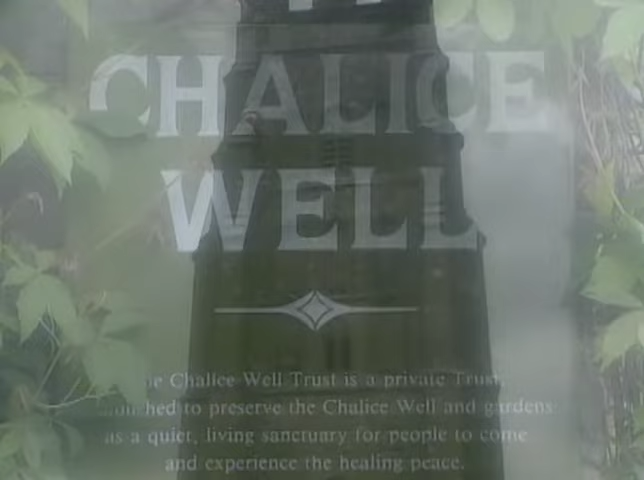 CHALICE
WELL
The Chalice Well Trust is a private Trust,
to preserve the Chalice Well and gardens
as a quiet, living sanctuary for people to come
and experience the healing peace.